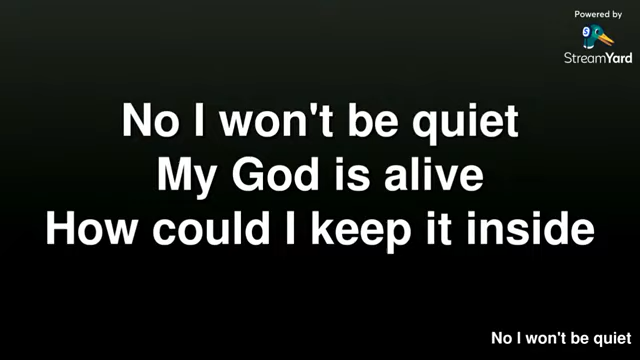 Powered by
StreamYard
No I won't be quiet
My God is alive
How could I keep it inside
No I won't be quiet